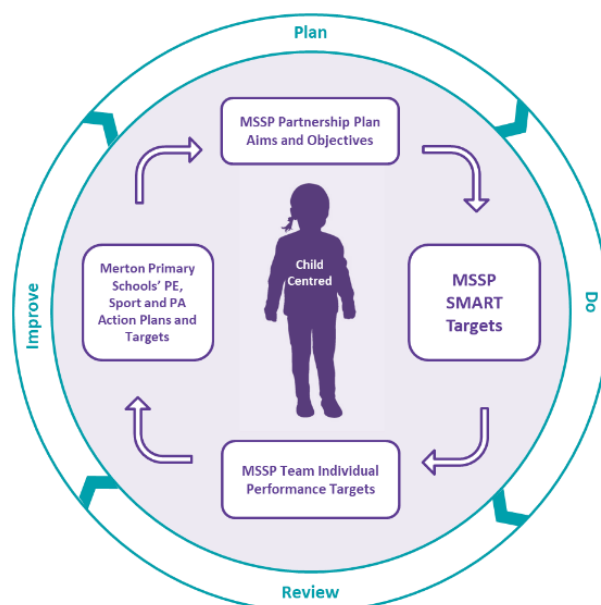 Plan
MSSP Partnership Plan
Aims and Objectives
Child
Centred
Merton Primary
Schools’ PE,
Sport and PA
Action Plans and
Targets
MSSP
SMART
Targets
Improve
Do
MSSP Team Individual
Performance Targets
Review